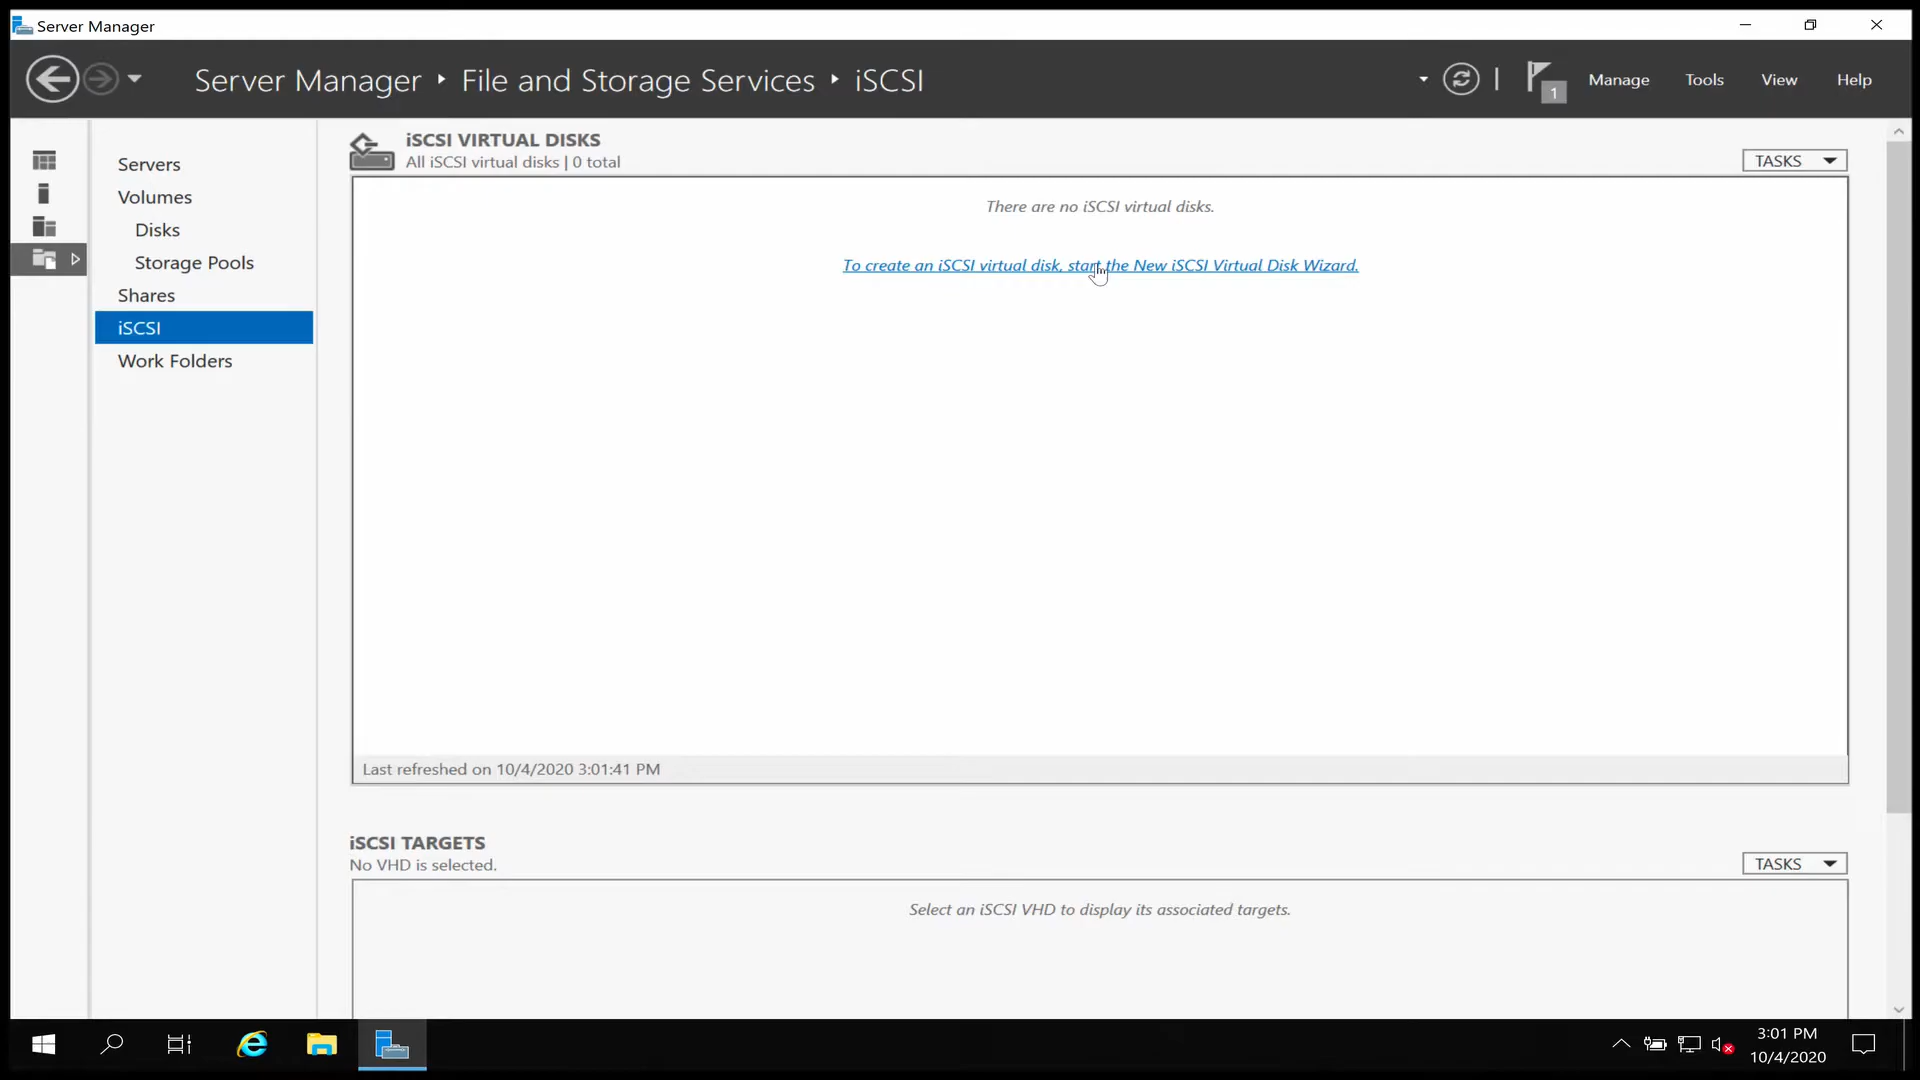 Server Manager
Server Manager ‣ File and Storage Services ‣ iSCSI
1
Manage
Tools
View
Help
Servers
Volumes
Disks
Storage Pools
Shares
iSCSI
Work Folders
iSCSI VIRTUAL DISKS
All iSCSI virtual disks | 0 total
TASKS
There are no iSCSI virtual disks.
To create an iSCSI virtual disk, start the New iSCSI Virtual Disk Wizard.
Last refreshed on 10/4/2020 3:01:41 PM
iSCSI TARGETS
No VHD is selected.
TASKS
Select an iSCSI VHD to display its associated targets.
3:01 PM
10/4/2020